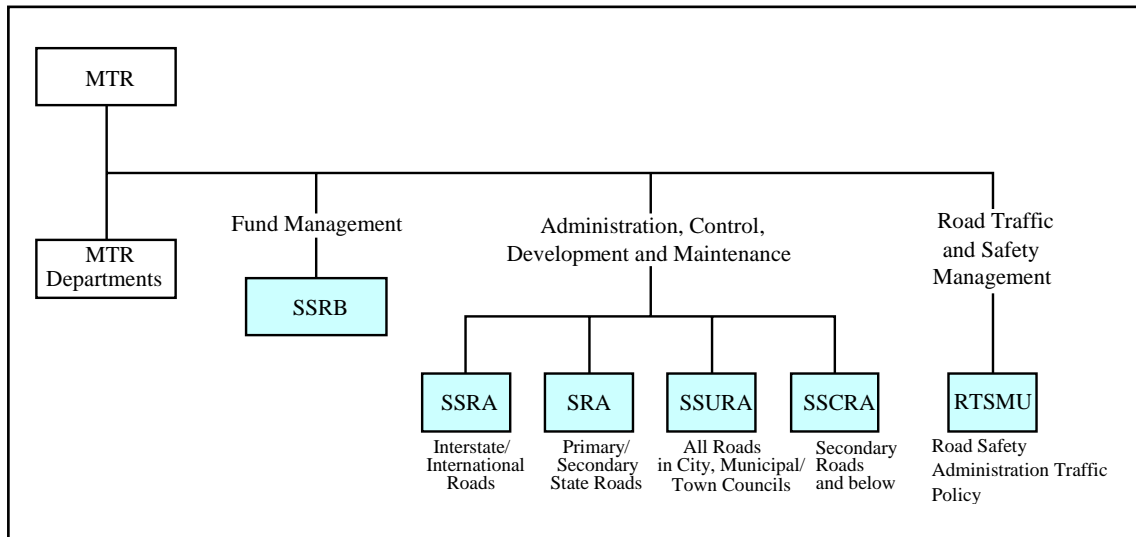 MTR
MTR
Departments
Fund Management
SSRB
Administration, Control,
Development and Maintenance
SSRA
Interstate/
International
Roads
SRA
Primary/
Secondary
State Roads
SSURA
All Roads
in City, Municipal/
Town Councils
SSCRA
Secondary
Roads
and below
Road Traffic
and Safety
Management
RTSMU
Road Safety
Administration Traffic
Policy